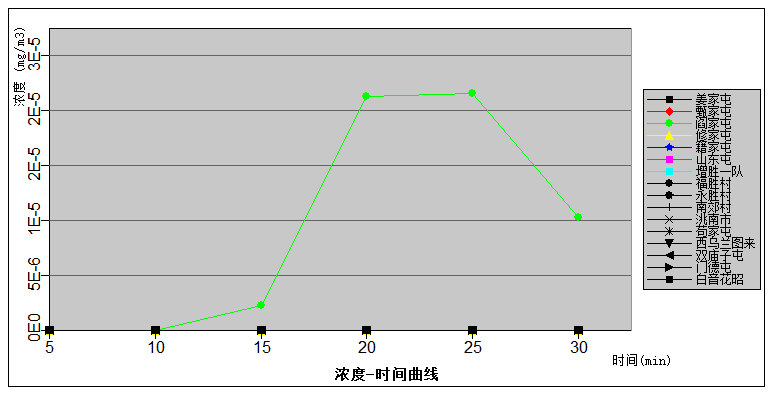 浓度 (mg/m3)
3E-5
2E-5
2E-5
1E-5
5E-6
0E0
5 10 15 20 25 30
时间(min)
浓度-时间曲线
姜家屯
甄家屯
阎家屯
修家屯
籍家屯
山东屯
增胜一队
福胜村
永胜村
南郊村
洮南市
苟家屯
西乌兰图来
双庙子屯
门德屯
白音花昭